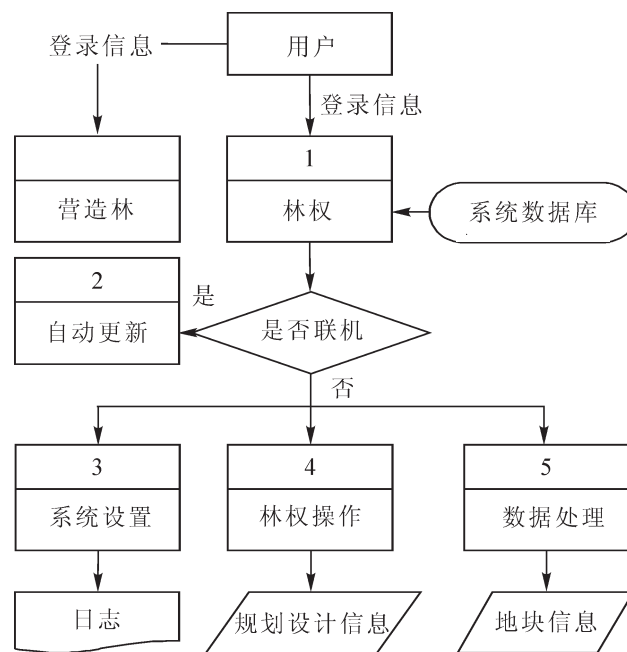 用户
登录信息
登录信息
1
营造林
林权
系统数据库
2
自动更新
是
是否联机
否
3
4
5
系统设置
林权操作
数据处理
日志
规划设计信息
地块信息